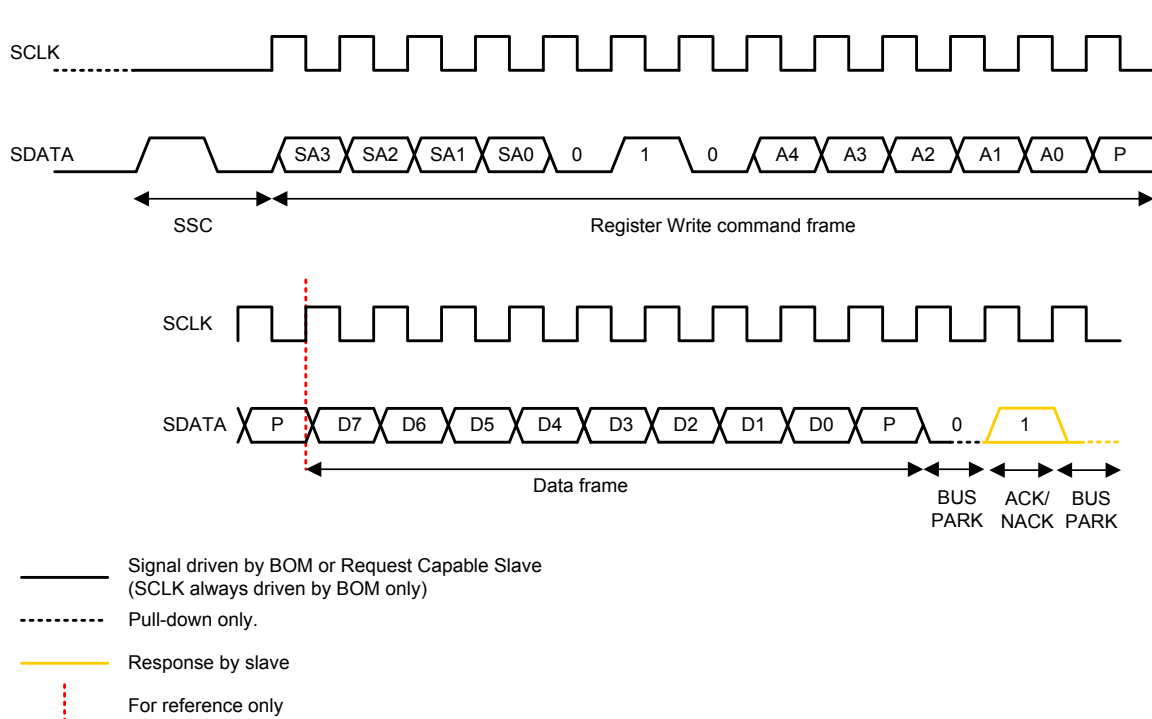 SCLK
SDATA SA3 SA2 SA1 SA0 0 1 0 A4 A3 A2 A1 A0 P
SSC Register Write command frame
SCLK
SDATA P D7 D6 D5 D4 D3 D2 D1 D0 P 0 1
Data frame
BUS PARK
ACK/ NACK
BUS PARK
Signal driven by BOM or Request Capable Slave
(SCLK always driven by BOM only)
Pull-down only.
Response by slave
For reference only